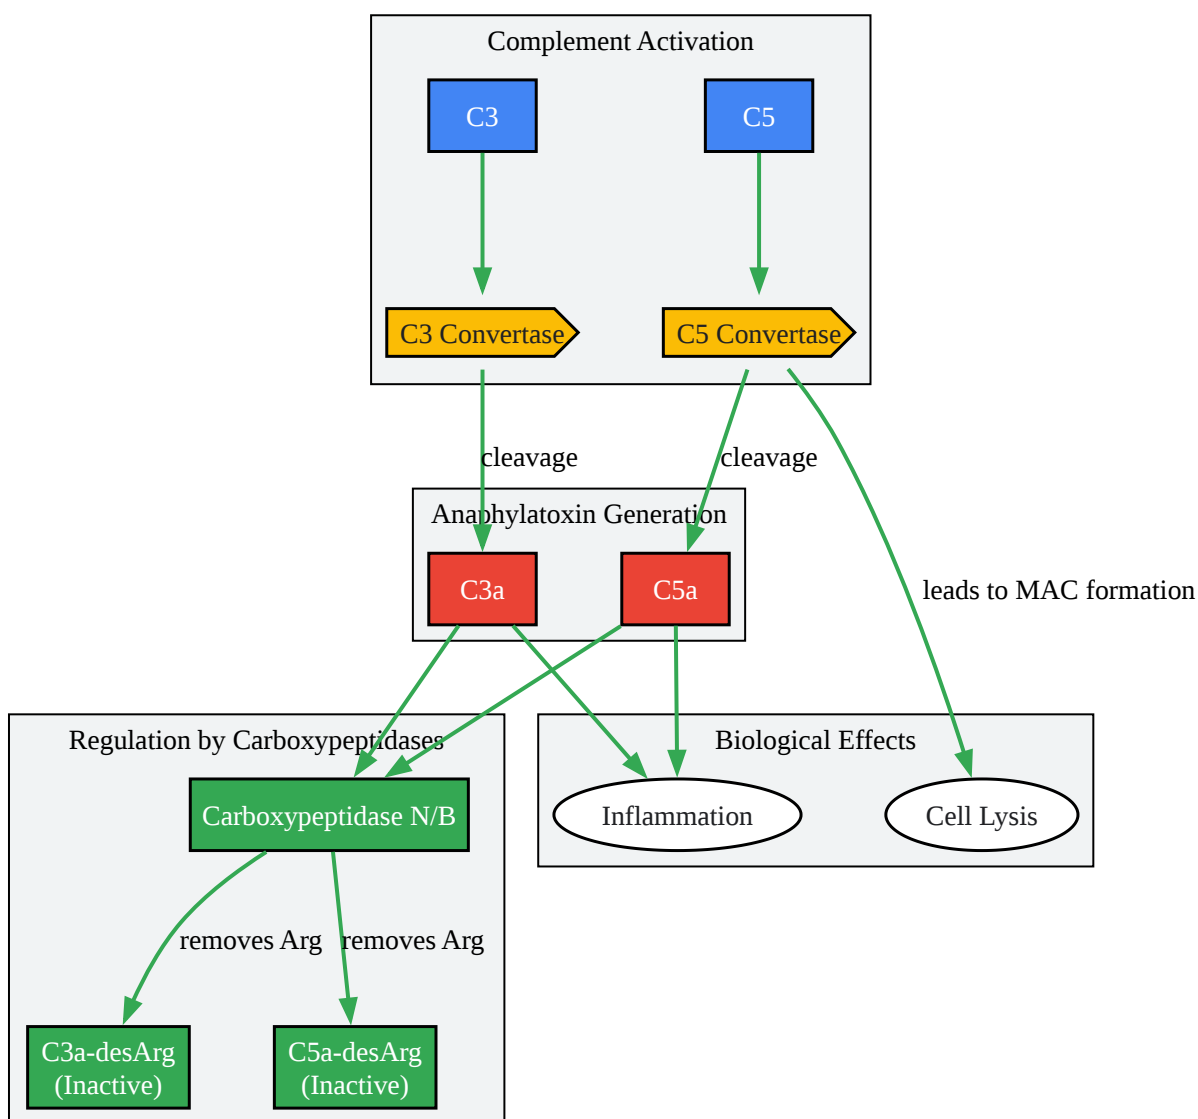 Complement Activation
C3
C5
C3 Convertase
C5 Convertase
cleavage
cleavage
Anaphylatoxin Generation
C3a
C5a
leads to MAC formation
Regulation by Carboxypeptidases
Biological Effects
Carboxypeptidase N/B
Inflammation
Cell Lysis
removes Arg
removes Arg
C3a-desArg
(Inactive)
C5a-desArg
(Inactive)